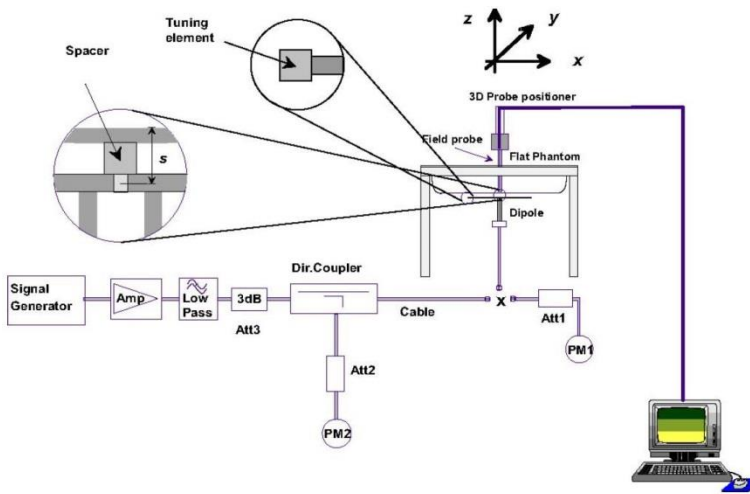 Tuning
element
Spacer
s
z
y
x
3D Probe positioner
Field probe
Flat Phantom
Dipole
Signal
Generator
Amp
Low
Pass
3dB
Att3
Dir.Coupler
Cable
x
Att1
PM1
Att2
PM2